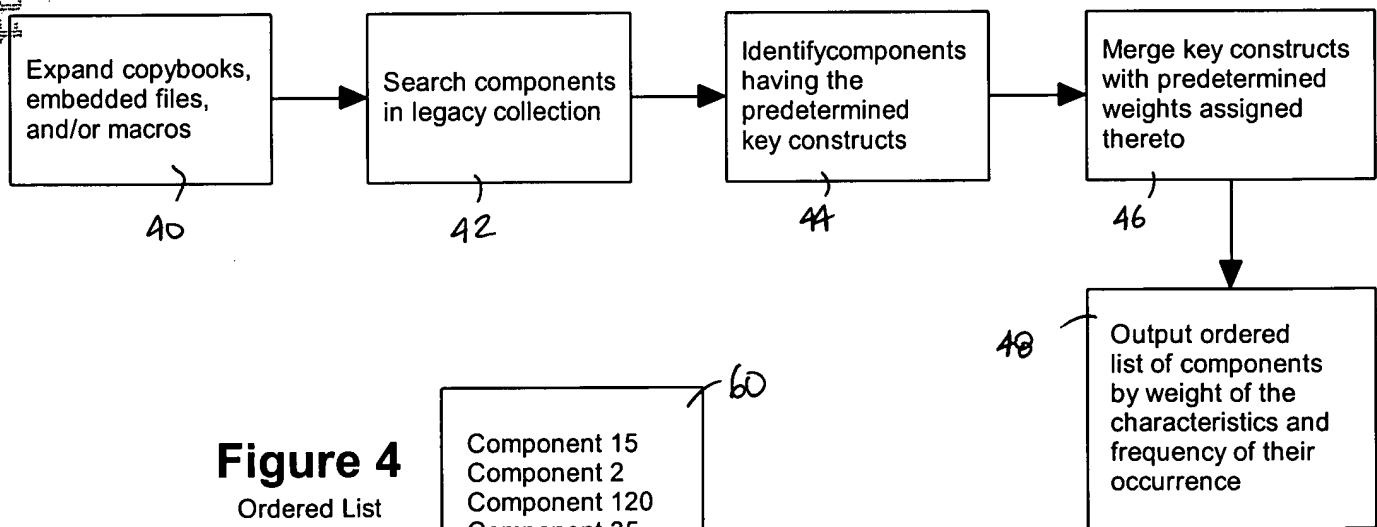 Expand copybooks,
embedded files,
and/or macros
40
Search components
in legacy collection
42
Identifycomponents
having the
predetermined
key constructs
44
Merge key constructs
with predetermined
weights assigned
thereto
46
Output ordered
list of components
by weight of the
characteristics and
frequency of their
occurrence
48
Figure 4
Ordered List
60
Component 15
Component 2
Component 120